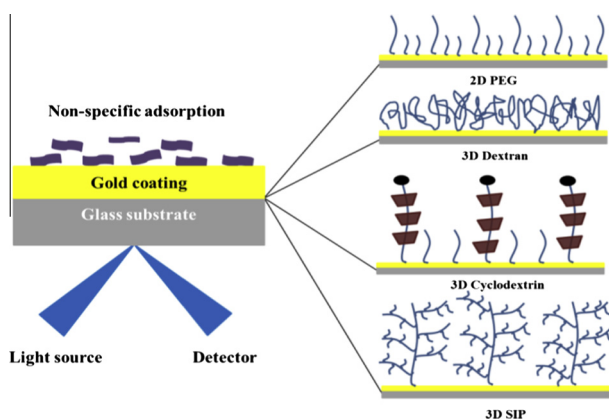 Non-specific adsorption
Gold coating
Glass substrate
Light source
Detector
2D PEG
3D Dextran
3D Cyclodextrin
3D SIP